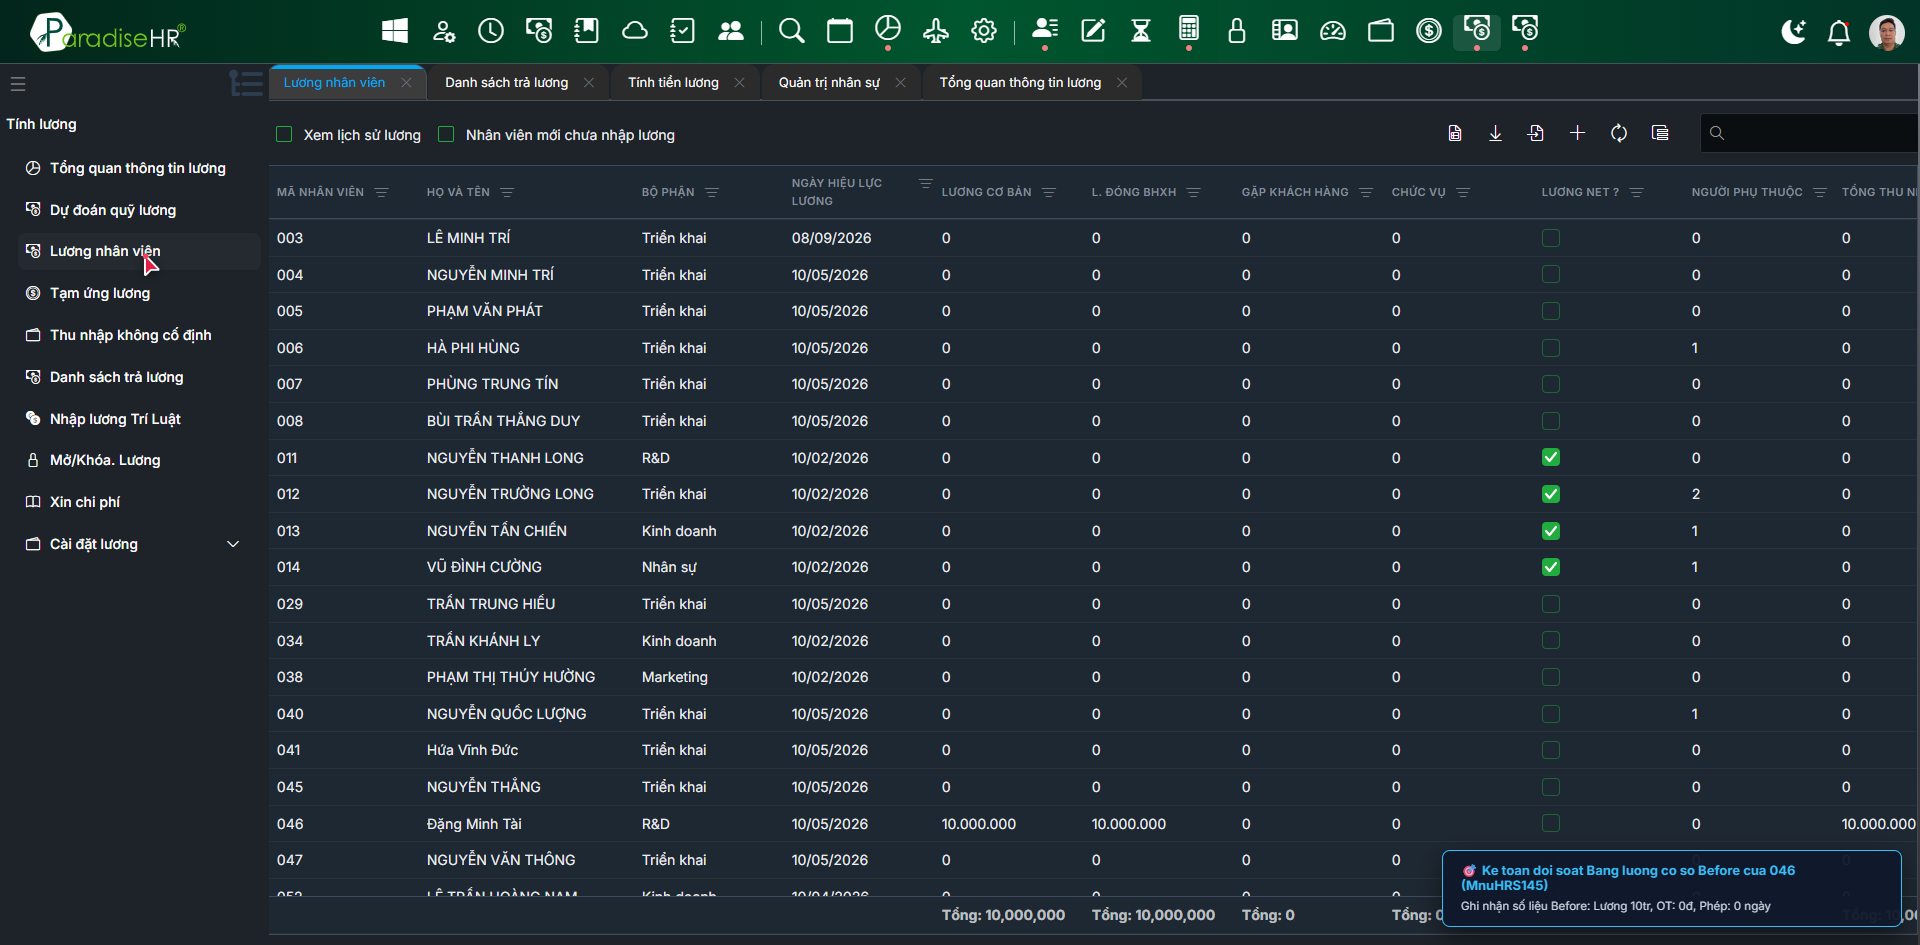 ParadiseHR®
Lương nhân viên
Danh sách trả lương
Tính tiền lương
Quản trị nhân sự
Tổng quan thông tin lương
Tính lương
Tổng quan thông tin lương
Dự đoán quỹ lương
Lương nhân viên
Tạm ứng lương
Thu nhập không cố định
Danh sách trả lương
Nhập lương Trí Luật
Mở/Khóa. Lương
Xin chi phí
Cài đặt lương
Xem lịch sử lương
Nhân viên mới chưa nhập lương
MÃ NHÂN VIÊN HỌ VÀ TÊN BỘ PHẬN NGÀY HIỆU LỰC LƯƠNG LƯƠNG CƠ BẢN L. ĐÓNG BHXH GẶP KHÁCH HÀNG CHỨC VỤ LƯƠNG NET ? NGƯỜI PHỤ THUỘC TỔNG THU
003 LÊ MINH TRÍ Triển khai 08/09/2026 0 0 0 0 0 0
004 NGUYỄN MINH TRÍ Triển khai 10/05/2026 0 0 0 0 0 0
005 PHẠM VĂN PHÁT Triển khai 10/05/2026 0 0 0 0 0 0
006 HÀ PHI HÙNG Triển khai 10/05/2026 0 0 0 0 1 0
007 PHÙNG TRUNG TÍN Triển khai 10/05/2026 0 0 0 0 0 0
008 BÙI TRẦN THẮNG DUY Triển khai 10/05/2026 0 0 0 0 0 0
011 NGUYỄN THANH LONG R&D 10/02/2026 0 0 0 0 0 0
012 NGUYỄN TRƯỜNG LONG Triển khai 10/02/2026 0 0 0 0 2 0
013 NGUYỄN TẤN CHIẾN Kinh doanh 10/02/2026 0 0 0 0 1 0
014 VŨ ĐÌNH CƯỜNG Nhân sự 10/02/2026 0 0 0 0 1 0
029 TRẦN TRUNG HIẾU Triển khai 10/05/2026 0 0 0 0 0 0
034 TRẦN KHÁNH LY Kinh doanh 10/02/2026 0 0 0 0 0 0
038 PHẠM THỊ THÚY HƯỜNG Marketing 10/02/2026 0 0 0 0 0 0
040 NGUYỄN QUỐC LƯỢNG Triển khai 10/05/2026 0 0 0 0 1 0
041 Hứa Vĩnh Đức Triển khai 10/05/2026 0 0 0 0 0 0
045 NGUYỄN THẮNG Triển khai 10/05/2026 0 0 0 0 0 0
046 Đặng Minh Tài R&D 10/05/2026 10.000.000 10.000.000 0 0 0 10.000.000
047 NGUYỄN VĂN THÔNG Triển khai 10/05/2026 0 0 0 0
LÊ TRẦN HOÀNG NAM Kinh doanh 10/04/2026 0 0 0 0
Tổng: 10,000,000 Tổng: 10,000,000 Tổng: 0 Tổng: 0
🎯 Ke toan doi soat Bang luong co so Before cua 046
(MnuHRS145)
Ghi nhận số liệu Before: Lương 10tr, OT: 0đ, Phép: 0 ngày